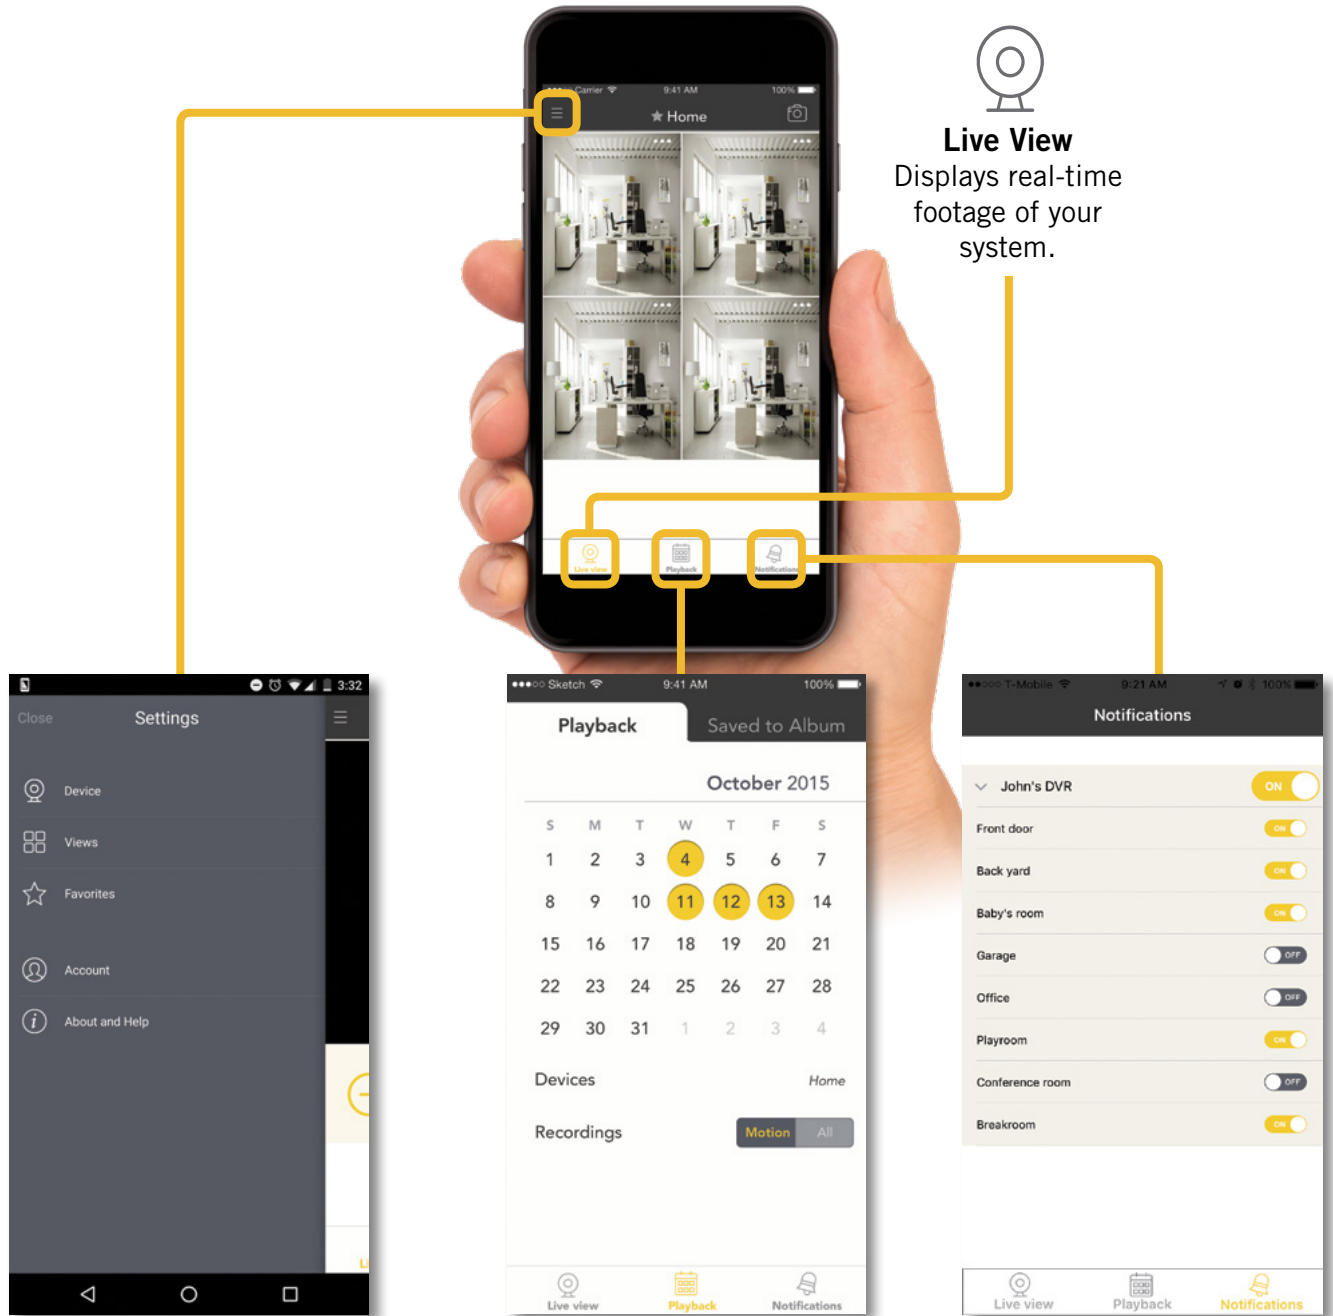 Carrier 9:41 AM 100%
Home
Live view Playback Notifications
Live View
Displays real-time
footage of your
system.
3:32
Close Settings
Device
Views
Favorites
Account
About and Help
Sketch 9:41 AM 100%
Playback Saved to Album
October 2015
S M T W T F S
1 2 3 4 5 6 7
8 9 10 11 12 13 14
15 16 17 18 19 20 21
22 23 24 25 26 27 28
29 30 31 1 2 3 4
Devices Home
Recordings Motion All
Live view Playback Notifications
T-Mobile 9:21 AM 100%
Notifications
John's DVR ON
Front door ON
Back yard ON
Baby's room ON
Garage OFF
Office OFF
Playroom ON
Conference room OFF
Breakroom ON
Live view Playback Notifications